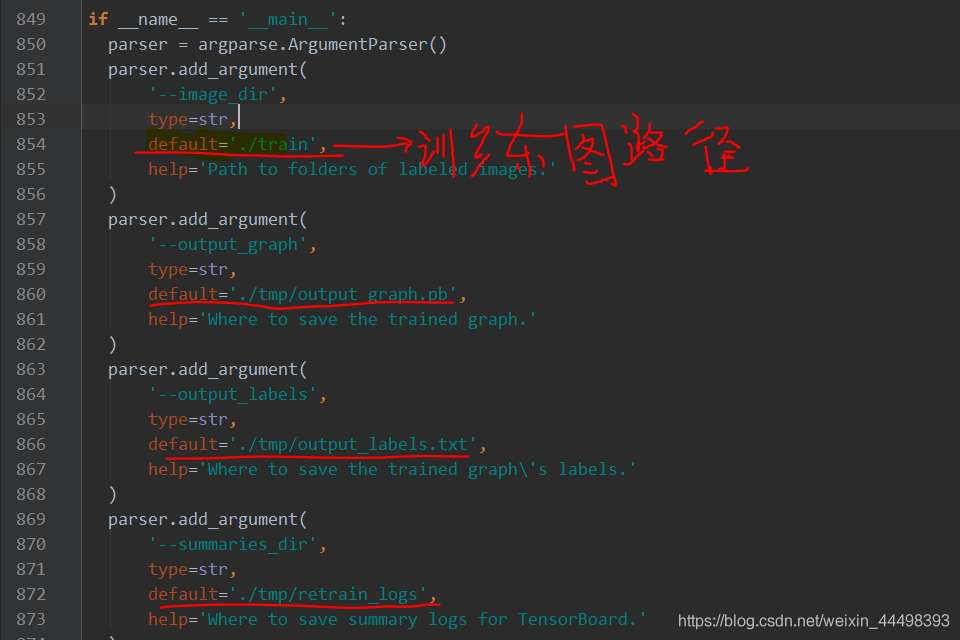 849 if __name__ == '__main__':
850 parser = argparse.ArgumentParser()
851 parser.add_argument(
852 '--image_dir',
853 type=str,
854 default='./train', 训练图路径
855 help='Path to folders of labeled images.'
856 )
857 parser.add_argument(
858 '--output_graph',
859 type=str,
860 default='./tmp/output_graph.pb',
861 help='Where to save the trained graph.'
862 )
863 parser.add_argument(
864 '--output_labels',
865 type=str,
866 default='./tmp/output_labels.txt',
867 help='Where to save the trained graph\'s labels.'
868 )
869 parser.add_argument(
870 '--summaries_dir',
871 type=str,
872 default='./tmp/retrain_logs',
873 help='Where to save summary logs for TensorBoard.'
https://blog.csdn.net/weixin_44498393